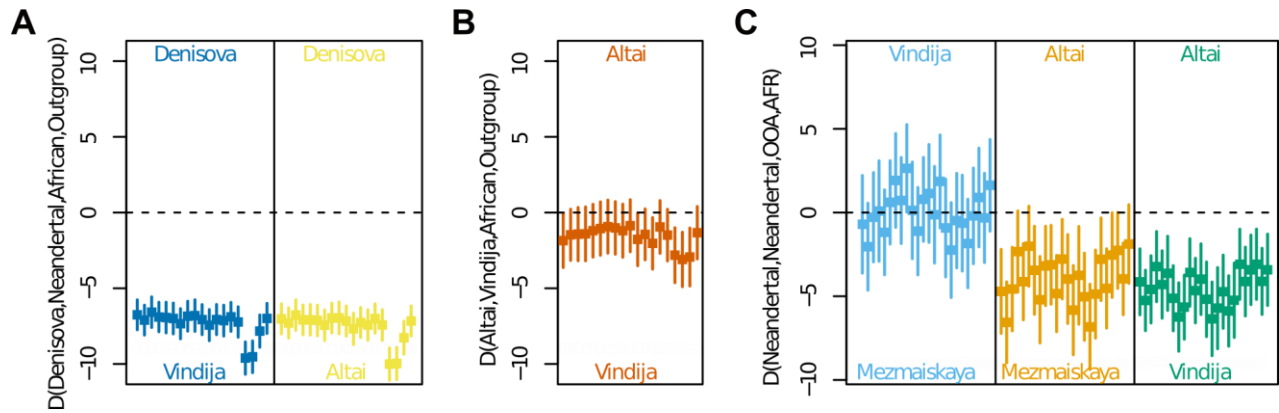 A
D(Denisova,Neandertal,African,Outgroup)
10
5
0
−5
−10
Denisova
Denisova
Vindija
Altai
B
D(Altai,Vindija,African,Outgroup)
10
5
0
−5
−10
Altai
Vindija
C
D(Neandertal,Neandertal,OOA,AFR)
10
5
0
−5
−10
Vindija
Altai
Altai
Mezmaiskaya
Mezmaiskaya
Vindija